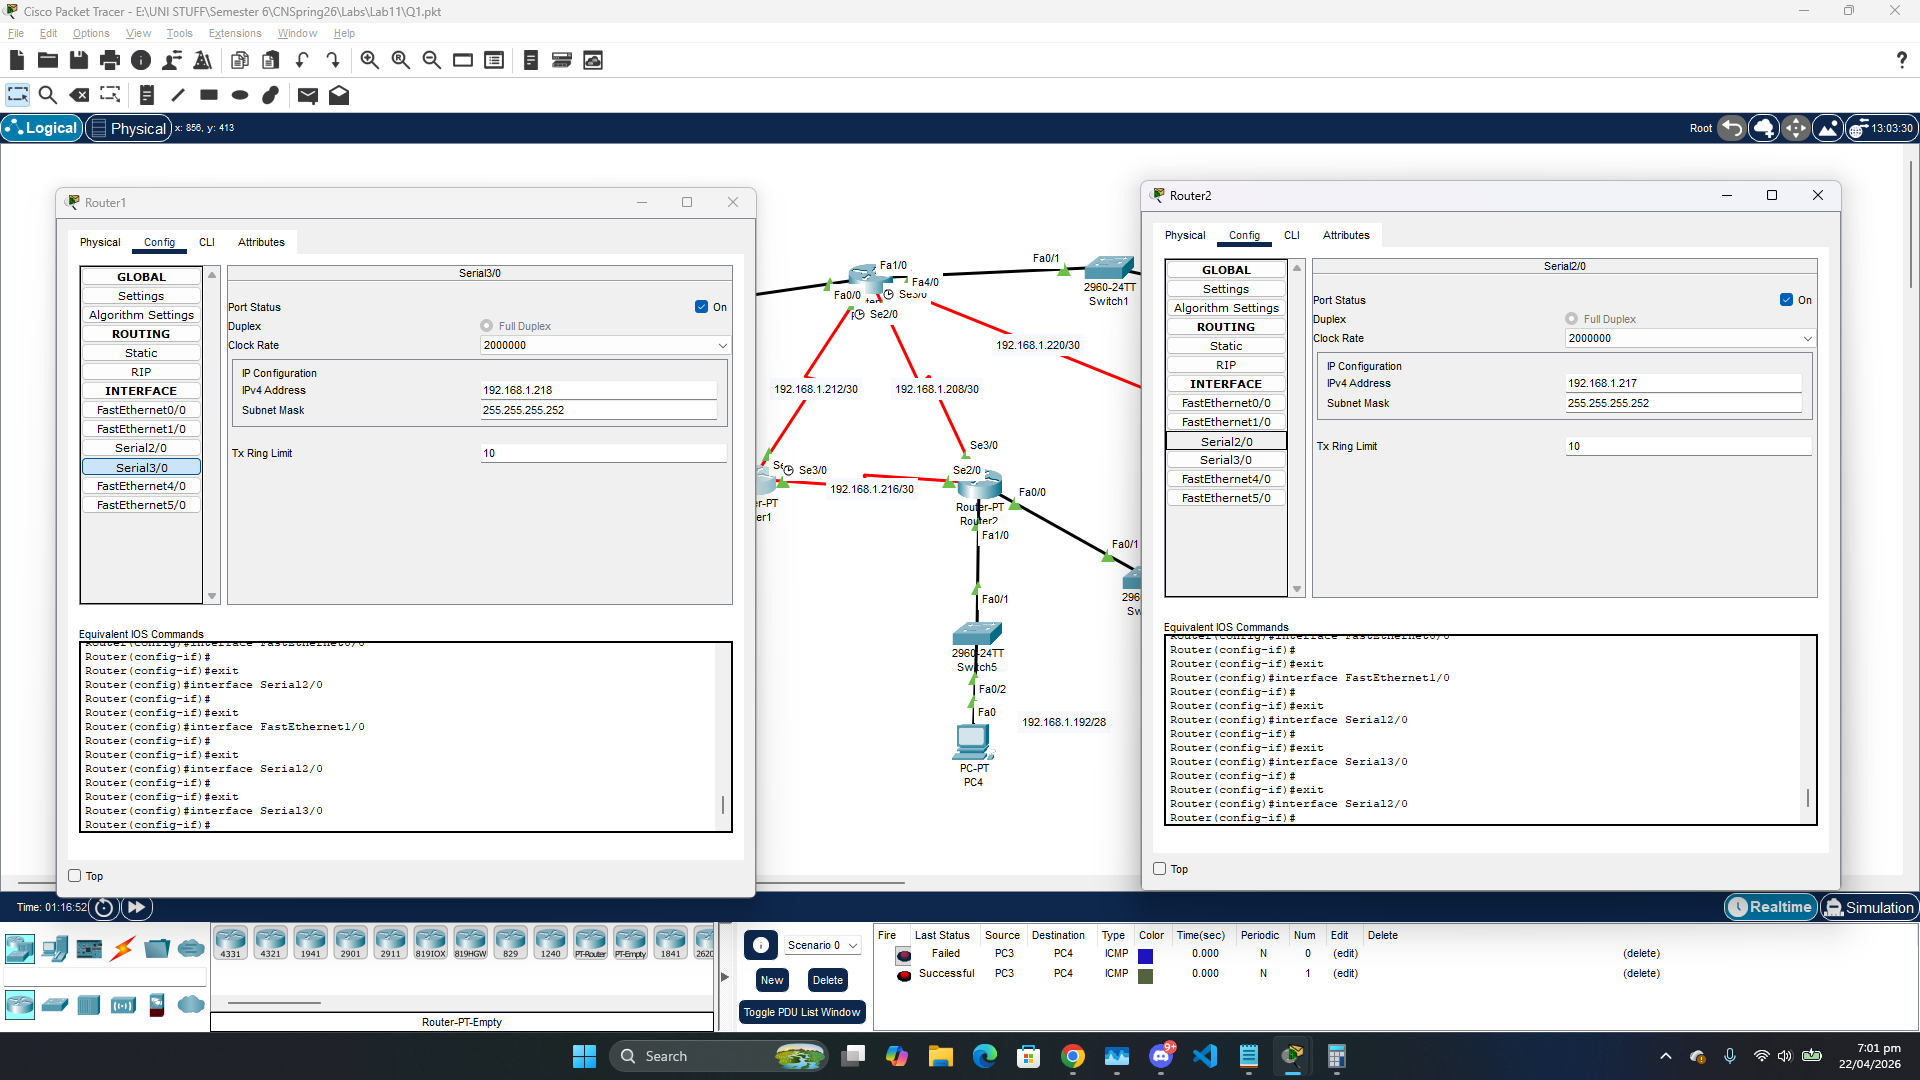 Cisco Packet Tracer - E:\UNI STUFF\Semester 6\CNSpring26\Labs\Lab11\Q1.pkt
File Edit Options View Tools Extensions Window Help
Logical Physical x: 856, y: 413
Root 13:03:30
Router1
Physical Config CLI Attributes
GLOBAL
Settings
Algorithm Settings
ROUTING
Static
RIP
INTERFACE
FastEthernet0/0
FastEthernet1/0
Serial2/0
Serial3/0
FastEthernet4/0
FastEthernet5/0
Serial3/0
Port Status On
Duplex Full Duplex
Clock Rate 2000000
IP Configuration
IPv4 Address 192.168.1.218
Subnet Mask 255.255.255.252
Tx Ring Limit 10
Equivalent IOS Commands
Router(config)#interface FastEthernet0/0
Router(config-if)#
Router(config-if)#exit
Router(config)#interface Serial2/0
Router(config-if)#
Router(config-if)#exit
Router(config)#interface FastEthernet1/0
Router(config-if)#
Router(config-if)#exit
Router(config)#interface Serial2/0
Router(config-if)#
Router(config-if)#exit
Router(config)#interface Serial3/0
Router(config-if)#
Top
Fa1/0
Fa4/0
Fa0/0
Se3/0
Se2/0
Fa0/1
2960-24TT
Switch1
192.168.1.220/30
192.168.1.212/30
192.168.1.208/30
Se3/0
Se3/0
Se2/0
192.168.1.216/30
Fa0/0
Router-PT
Router2
Fa1/0
Fa0/1
Fa0/1
2960-24TT
Switch5
Fa0/2
Fa0
192.168.1.192/28
PC-PT
PC4
Router2
Physical Config CLI Attributes
GLOBAL
Settings
Algorithm Settings
ROUTING
Static
RIP
INTERFACE
FastEthernet0/0
FastEthernet1/0
Serial2/0
Serial3/0
FastEthernet4/0
FastEthernet5/0
Serial2/0
Port Status On
Duplex Full Duplex
Clock Rate 2000000
IP Configuration
IPv4 Address 192.168.1.217
Subnet Mask 255.255.255.252
Tx Ring Limit 10
Equivalent IOS Commands
Router(config)#interface FastEthernet0/0
Router(config-if)#
Router(config-if)#exit
Router(config)#interface FastEthernet1/0
Router(config-if)#
Router(config-if)#exit
Router(config)#interface Serial2/0
Router(config-if)#
Router(config-if)#exit
Router(config)#interface Serial3/0
Router(config-if)#
Router(config-if)#exit
Router(config)#interface Serial2/0
Router(config-if)#
Top
Time: 01:16:52
Realtime Simulation
4331 4321 1941 2901 2911 819IOX 819HGW 829 1240 PT-Router PT-Empty 1841 2620
Router-PT-Empty
Scenario 0
New Delete
Toggle PDU List Window
Fire Last Status Source Destination Type Color Time(sec) Periodic Num Edit Delete
Failed PC3 PC4 ICMP 0.000 N 0 (edit) (delete)
Successful PC3 PC4 ICMP 0.000 N 1 (edit) (delete)
Search
9+
7:01 pm
22/04/2026